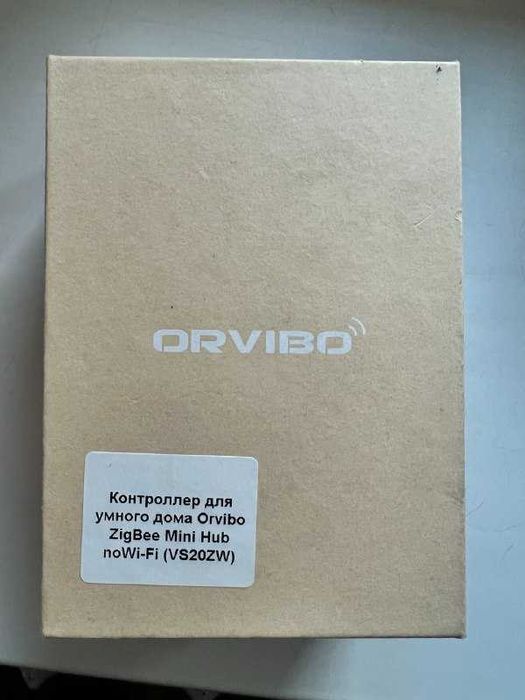 ORVIBO
Контроллер для
умного дома Orvibo
ZigBee Mini Hub
noWi-Fi (VS20ZW)